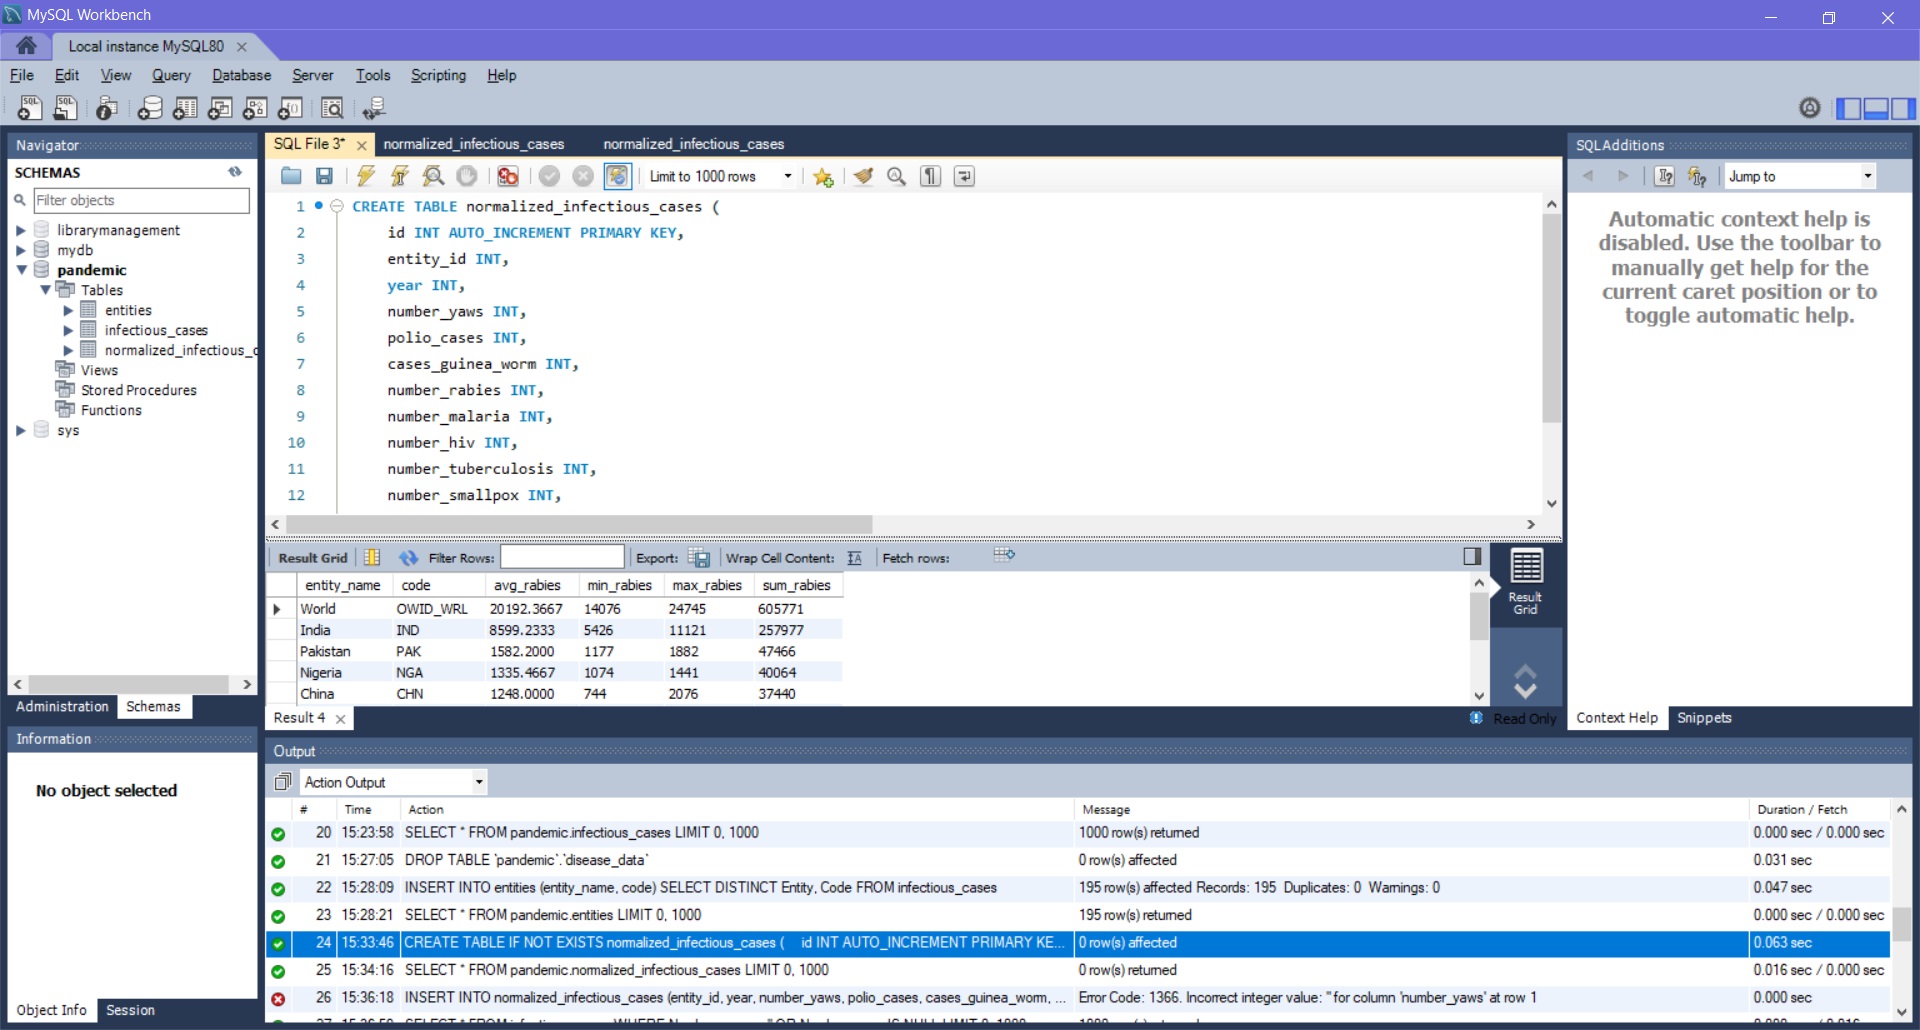 MySQL Workbench
Local instance MySQL80
File Edit View Query Database Server Tools Scripting Help
Navigator
SCHEMAS
Filter objects
librarymanagement
mydb
pandemic
Tables
entities
infectious_cases
normalized_infectious_c
Views
Stored Procedures
Functions
sys
Administration Schemas
Information
No object selected
Object Info Session
SQL File 3* normalized_infectious_cases normalized_infectious_cases
Limit to 1000 rows
1 CREATE TABLE normalized_infectious_cases (
2 id INT AUTO_INCREMENT PRIMARY KEY,
3 entity_id INT,
4 year INT,
5 number_yaws INT,
6 polio_cases INT,
7 cases_guinea_worm INT,
8 number_rabies INT,
9 number_malaria INT,
10 number_hiv INT,
11 number_tuberculosis INT,
12 number_smallpox INT,
Result Grid Filter Rows: Export: Wrap Cell Content: Fetch rows:
entity_name code avg_rabies min_rabies max_rabies sum_rabies
World OWID_WRL 20192.3667 14076 24745 605771
India IND 8599.2333 5426 11121 257977
Pakistan PAK 1582.2000 1177 1882 47466
Nigeria NGA 1335.4667 1074 1441 40064
China CHN 1248.0000 744 2076 37440
Result Grid
Result 4 Read Only
SQLAdditions
Jump to
Automatic context help is
disabled. Use the toolbar to
manually get help for the
current caret position or to
toggle automatic help.
Context Help Snippets
Output
Action Output
# Time Action Message Duration / Fetch
20 15:23:58 SELECT * FROM pandemic.infectious_cases LIMIT 0, 1000 1000 row(s) returned 0.000 sec / 0.000 sec
21 15:27:05 DROP TABLE `pandemic`.`disease_data` 0 row(s) affected 0.031 sec
22 15:28:09 INSERT INTO entities (entity_name, code) SELECT DISTINCT Entity, Code FROM infectious_cases 195 row(s) affected Records: 195 Duplicates: 0 Warnings: 0 0.047 sec
23 15:28:21 SELECT * FROM pandemic.entities LIMIT 0, 1000 195 row(s) returned 0.000 sec / 0.000 sec
24 15:33:46 CREATE TABLE IF NOT EXISTS normalized_infectious_cases ( id INT AUTO_INCREMENT PRIMARY KE... 0 row(s) affected 0.063 sec
25 15:34:16 SELECT * FROM pandemic.normalized_infectious_cases LIMIT 0, 1000 0 row(s) returned 0.016 sec / 0.000 sec
26 15:36:18 INSERT INTO normalized_infectious_cases (entity_id, year, number_yaws, polio_cases, cases_guinea_worm, ... Error Code: 1366. Incorrect integer value: '' for column 'number_yaws' at row 1 0.000 sec